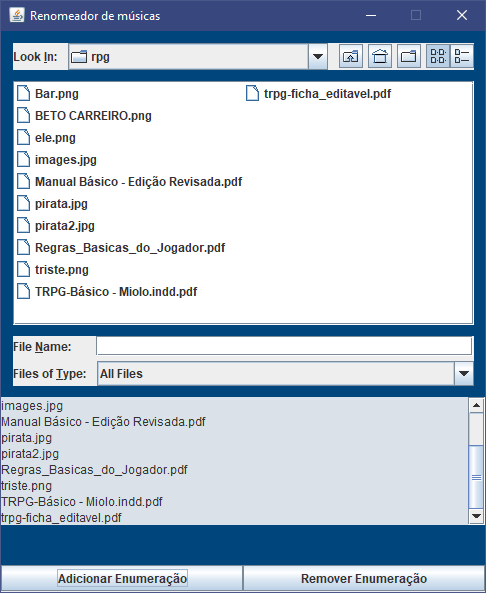 Renomeador de músicas
Look In: rpg
Bar.png
BETO CARREIRO.png
ele.png
images.jpg
Manual Básico - Edição Revisada.pdf
pirata.jpg
pirata2.jpg
Regras_Basicas_do_Jogador.pdf
triste.png
TRPG-Básico - Miolo.indd.pdf
trpg-ficha_editavel.pdf
File Name:
Files of Type: All Files
images.jpg
Manual Básico - Edição Revisada.pdf
pirata.jpg
pirata2.jpg
Regras_Basicas_do_Jogador.pdf
triste.png
TRPG-Básico - Miolo.indd.pdf
trpg-ficha_editavel.pdf
Adicionar Enumeração Remover Enumeração